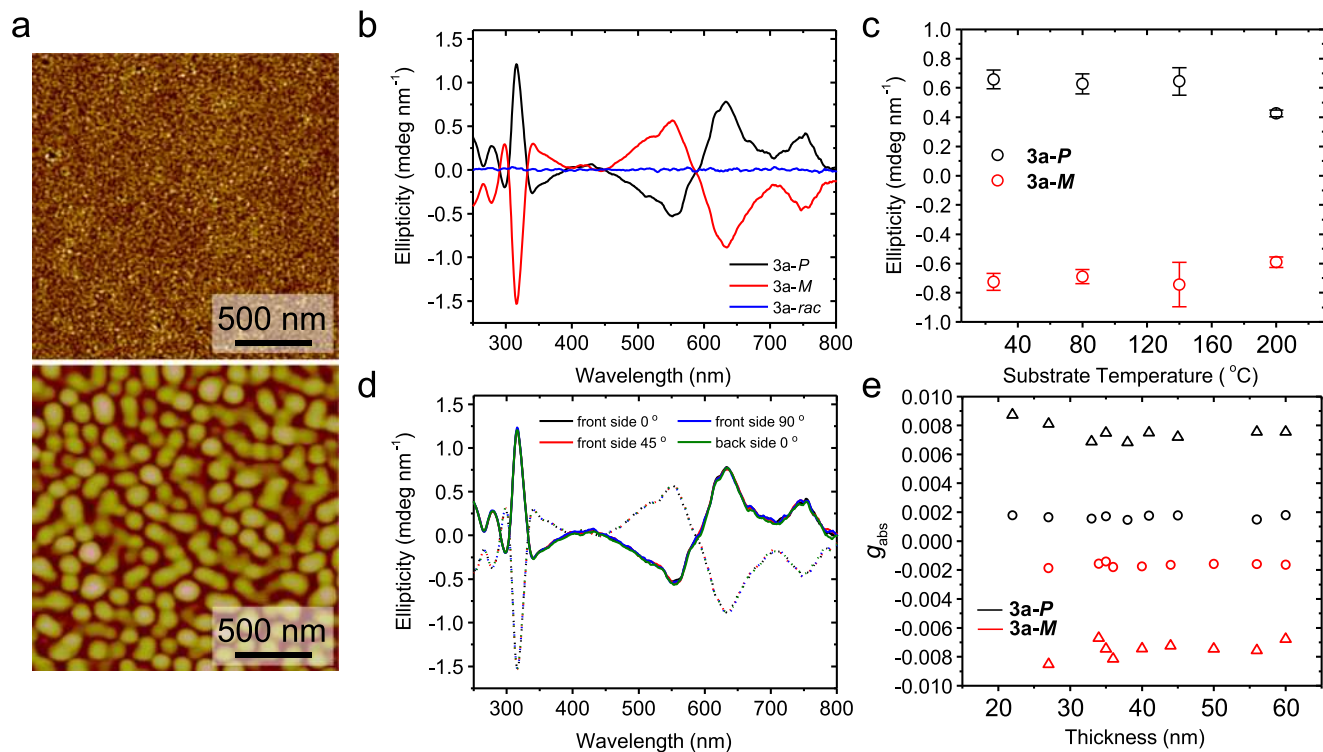 a
500 nm
500 nm
b
Ellipticity (mdeg nm⁻¹)
1.5
1.0
0.5
0.0
-0.5
-1.0
-1.5
3a-P
3a-M
3a-rac
300 400 500 600 700 800
Wavelength (nm)
c
Ellipticity (mdeg nm⁻¹)
1.0
0.8
0.6
0.4
0.2
0.0
-0.2
-0.4
-0.6
-0.8
-1.0
3a-P
3a-M
40 80 120 160 200
Substrate Temperature ( °C)
d
Ellipticity (mdeg nm⁻¹)
1.5
1.0
0.5
0.0
-0.5
-1.0
-1.5
front side 0 ° front side 90 °
front side 45 ° back side 0 °
300 400 500 600 700 800
Wavelength (nm)
e
gabs
0.010
0.008
0.006
0.004
0.002
0.000
-0.002
-0.004
-0.006
-0.008
-0.010
3a-P
3a-M
20 30 40 50 60
Thickness (nm)